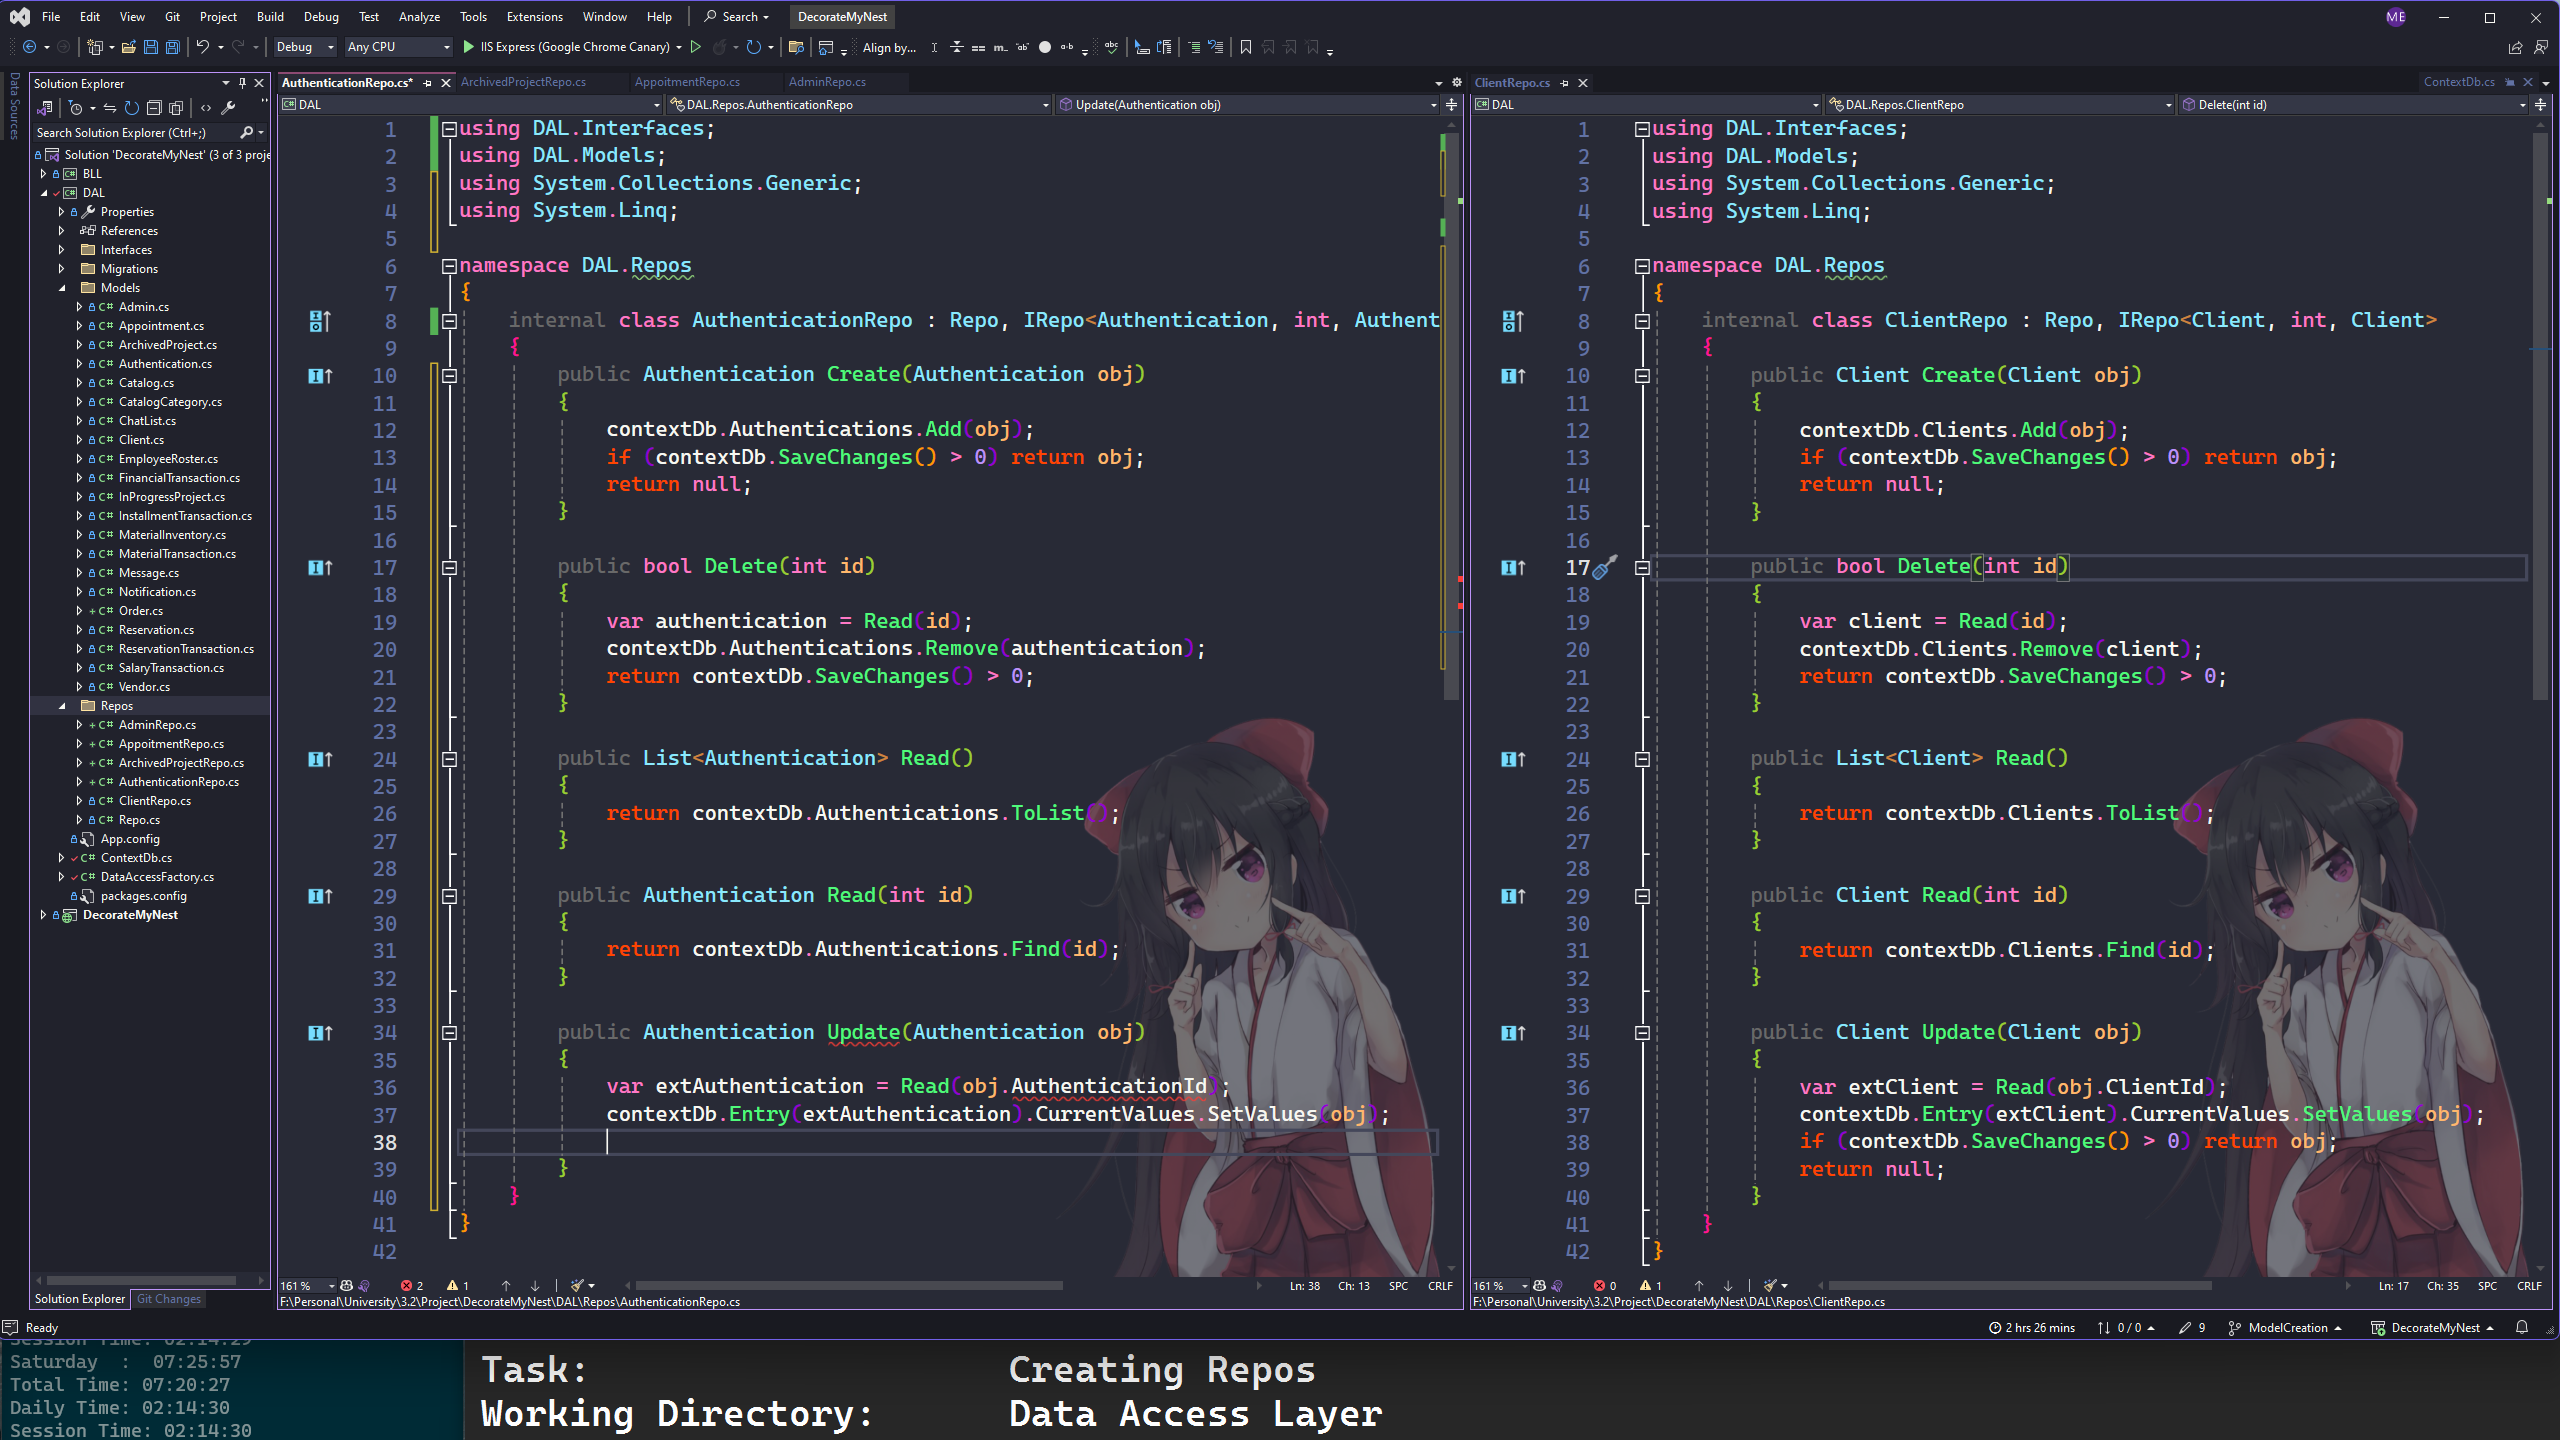 File Edit View Git Project Build Debug Test Analyze Tools Extensions Window Help Search DecorateMyNest ME
Debug Any CPU IIS Express (Google Chrome Canary) Align by...
Data Sources
Solution Explorer
Search Solution Explorer (Ctrl+;)
Solution 'DecorateMyNest' (3 of 3 proje
BLL
DAL
Properties
References
Interfaces
Migrations
Models
Admin.cs
Appointment.cs
ArchivedProject.cs
Authentication.cs
Catalog.cs
CatalogCategory.cs
ChatList.cs
Client.cs
EmployeeRoster.cs
FinancialTransaction.cs
InProgressProject.cs
InstallmentTransaction.cs
MaterialInventory.cs
MaterialTransaction.cs
Message.cs
Notification.cs
Order.cs
Reservation.cs
ReservationTransaction.cs
SalaryTransaction.cs
Vendor.cs
Repos
AdminRepo.cs
AppoitmentRepo.cs
ArchivedProjectRepo.cs
AuthenticationRepo.cs
ClientRepo.cs
Repo.cs
App.config
ContextDb.cs
DataAccessFactory.cs
packages.config
DecorateMyNest
Solution Explorer Git Changes
AuthenticationRepo.cs* ArchivedProjectRepo.cs AppoitmentRepo.cs AdminRepo.cs
DAL DAL.Repos.AuthenticationRepo Update(Authentication obj)
1 using DAL.Interfaces;
2 using DAL.Models;
3 using System.Collections.Generic;
4 using System.Linq;
5
6 namespace DAL.Repos
7 {
8 internal class AuthenticationRepo : Repo, IRepo<Authentication, int, Authent
9 {
10 public Authentication Create(Authentication obj)
11 {
12 contextDb.Authentications.Add(obj);
13 if (contextDb.SaveChanges() > 0) return obj;
14 return null;
15 }
16
17 public bool Delete(int id)
18 {
19 var authentication = Read(id);
20 contextDb.Authentications.Remove(authentication);
21 return contextDb.SaveChanges() > 0;
22 }
23
24 public List<Authentication> Read()
25 {
26 return contextDb.Authentications.ToList();
27 }
28
29 public Authentication Read(int id)
30 {
31 return contextDb.Authentications.Find(id);
32 }
33
34 public Authentication Update(Authentication obj)
35 {
36 var extAuthentication = Read(obj.AuthenticationId);
37 contextDb.Entry(extAuthentication).CurrentValues.SetValues(obj);
38
39 }
40 }
41 }
42
161 % 2 1 Ln: 38 Ch: 13 SPC CRLF
F:\Personal\University\3.2\Project\DecorateMyNest\DAL\Repos\AuthenticationRepo.cs
ClientRepo.cs ContextDb.cs
DAL DAL.Repos.ClientRepo Delete(int id)
1 using DAL.Interfaces;
2 using DAL.Models;
3 using System.Collections.Generic;
4 using System.Linq;
5
6 namespace DAL.Repos
7 {
8 internal class ClientRepo : Repo, IRepo<Client, int, Client>
9 {
10 public Client Create(Client obj)
11 {
12 contextDb.Clients.Add(obj);
13 if (contextDb.SaveChanges() > 0) return obj;
14 return null;
15 }
16
17 public bool Delete(int id)
18 {
19 var client = Read(id);
20 contextDb.Clients.Remove(client);
21 return contextDb.SaveChanges() > 0;
22 }
23
24 public List<Client> Read()
25 {
26 return contextDb.Clients.ToList();
27 }
28
29 public Client Read(int id)
30 {
31 return contextDb.Clients.Find(id);
32 }
33
34 public Client Update(Client obj)
35 {
36 var extClient = Read(obj.ClientId);
37 contextDb.Entry(extClient).CurrentValues.SetValues(obj);
38 if (contextDb.SaveChanges() > 0) return obj;
39 return null;
40 }
41 }
42 }
161 % 0 1 Ln: 17 Ch: 35 SPC CRLF
F:\Personal\University\3.2\Project\DecorateMyNest\DAL\Repos\ClientRepo.cs
Ready 2 hrs 26 mins 0 / 0 9 ModelCreation DecorateMyNest
Session Time: 02:14:29
Saturday : 07:25:57
Total Time: 07:20:27
Daily Time: 02:14:30
Session Time: 02:14:30
Task: Creating Repos
Working Directory: Data Access Layer